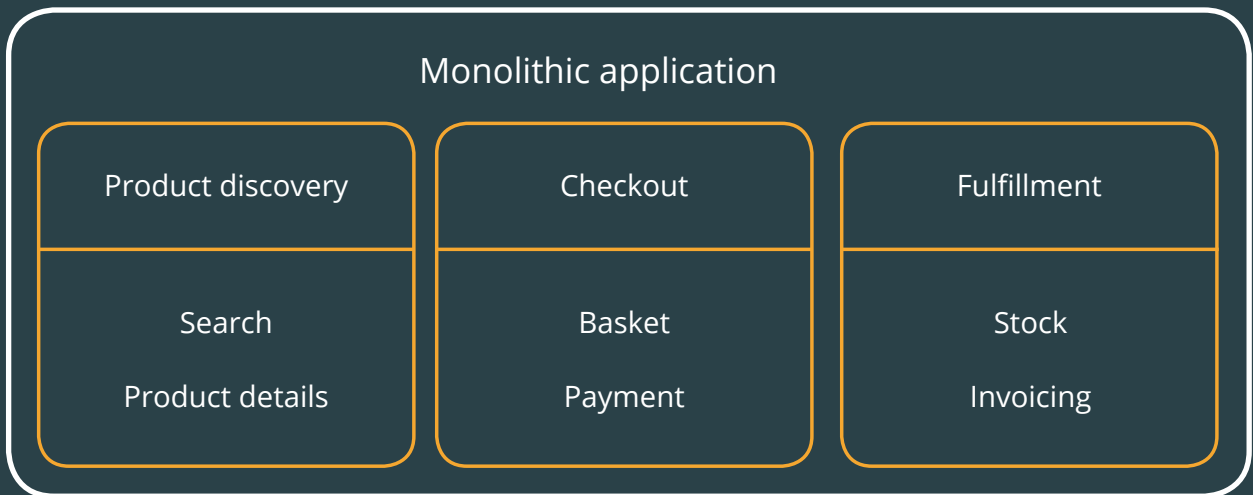 Monolithic application
Product discovery
Search
Product details
Checkout
Basket
Payment
Fulfillment
Stock
Invoicing